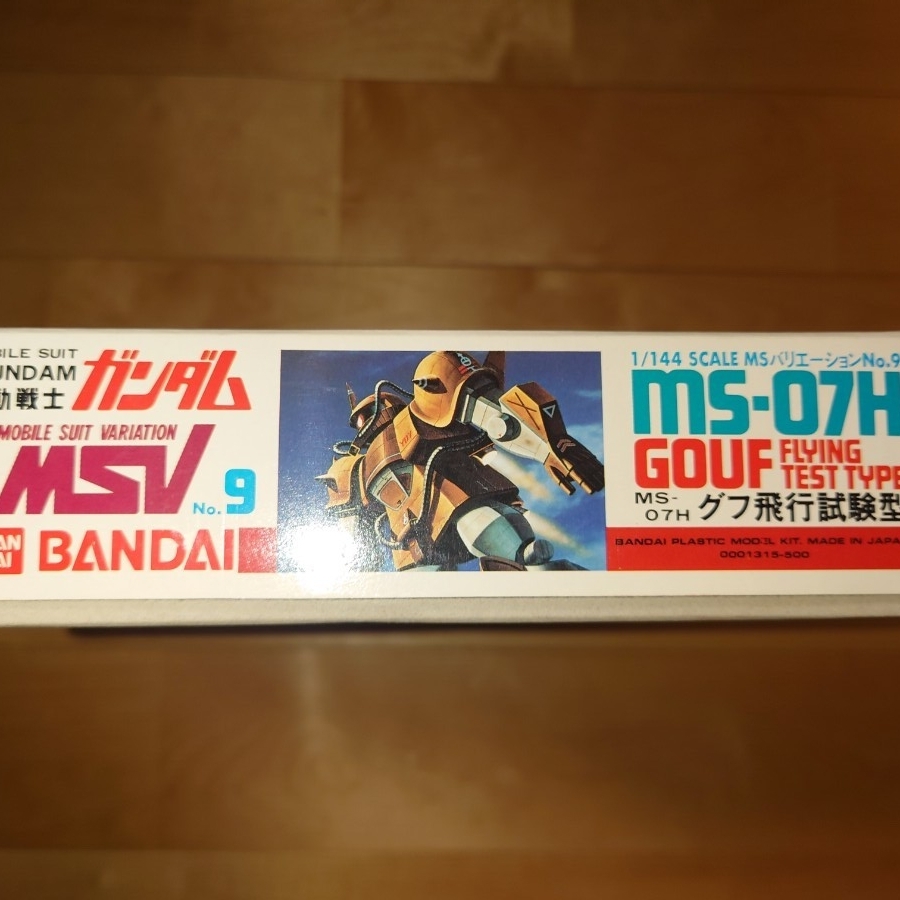 BILE SUIT
UNDAM
動戦士 ガンダム
MOBILE SUIT VARIATION
MSV No.9
BANDAI
1/144 SCALE MSバリエーションNo.9
MS-07H
GOUF FLYING
TEST TYPE
MS-
07H グフ飛行試験型
BANDAI PLASTIC MODEL KIT. MADE IN JAPA
0001315-500